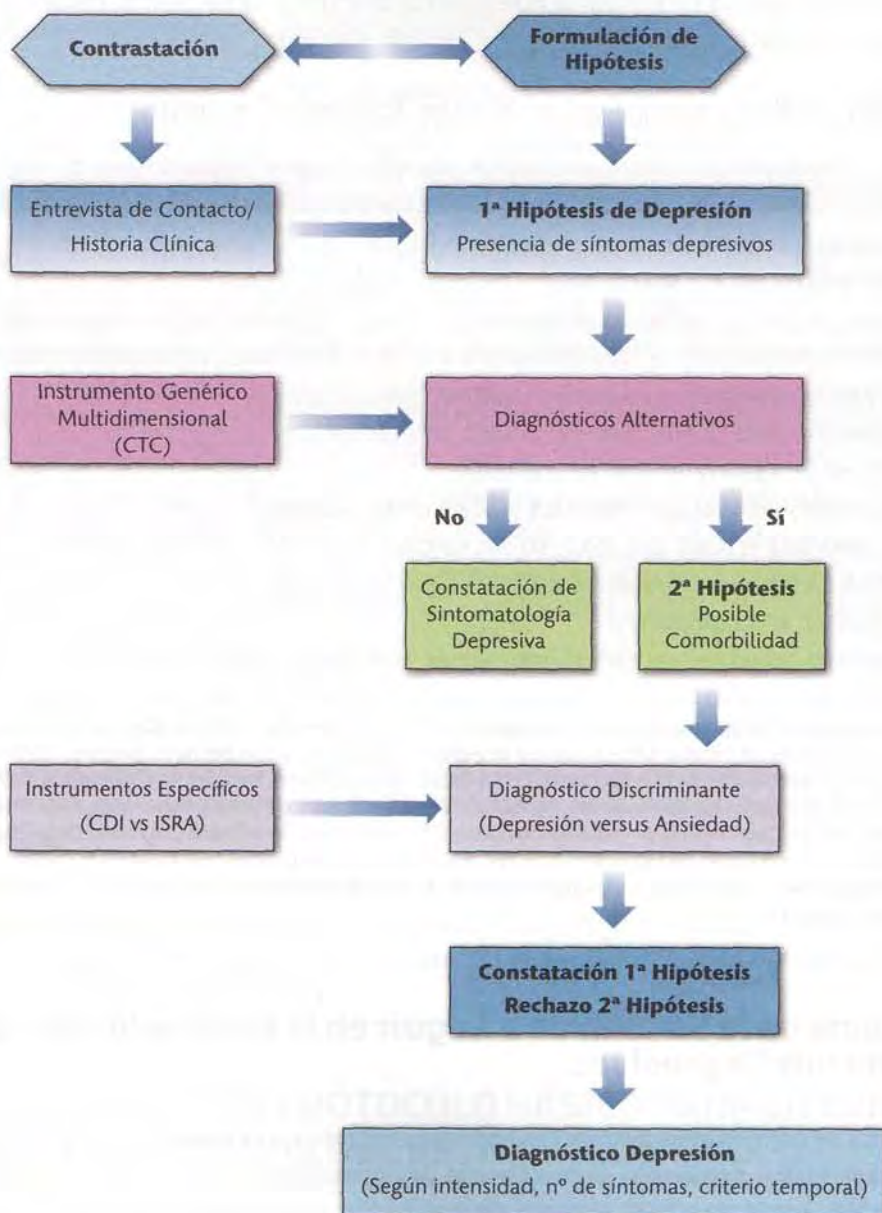 Contrastación
Formulación de
Hipótesis
Entrevista de Contacto/
Historia Clínica
1ª Hipótesis de Depresión
Presencia de síntomas depresivos
Instrumento Genérico
Multidimensional
(CTC)
Diagnósticos Alternativos
No
Sí
Constatación de
Sintomatología
Depresiva
2ª Hipótesis
Posible
Comorbilidad
Instrumentos Específicos
(CDI vs ISRA)
Diagnóstico Discriminante
(Depresión versus Ansiedad)
Constatación 1ª Hipótesis
Rechazo 2ª Hipótesis
Diagnóstico Depresión
(Según intensidad, nº de síntomas, criterio temporal)